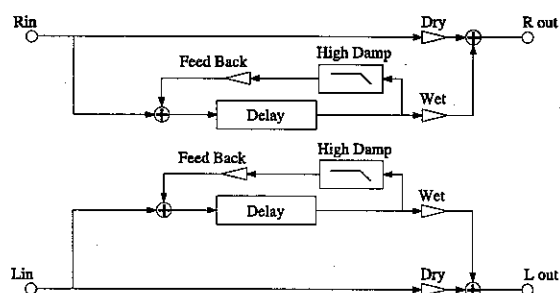 Rin
Dry
R out
Feed Back
High Damp
Delay
Wet
Feed Back
High Damp
Delay
Wet
Lin
Dry
L out